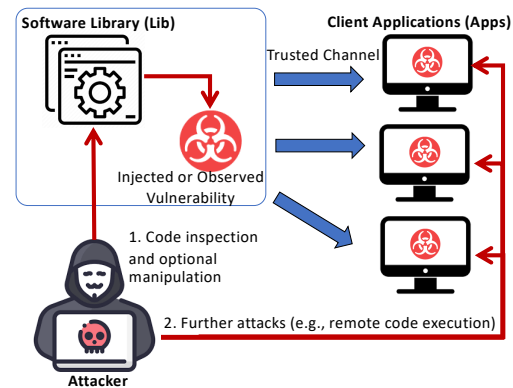 Software Library (Lib)
Client Applications (Apps)
Trusted Channel
Injected or Observed
Vulnerability
1. Code inspection
and optional
manipulation
2. Further attacks (e.g., remote code execution)
Attacker